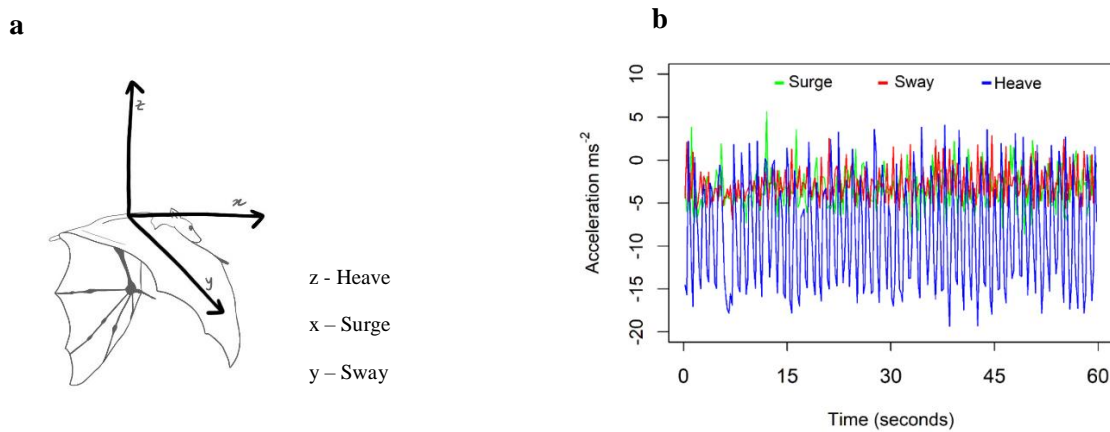 a
z
x
y
z - Heave
x – Surge
y – Sway
b
Surge Sway Heave
Acceleration ms⁻²
10
5
0
-5
-10
-15
-20
0 15 30 45 60
Time (seconds)